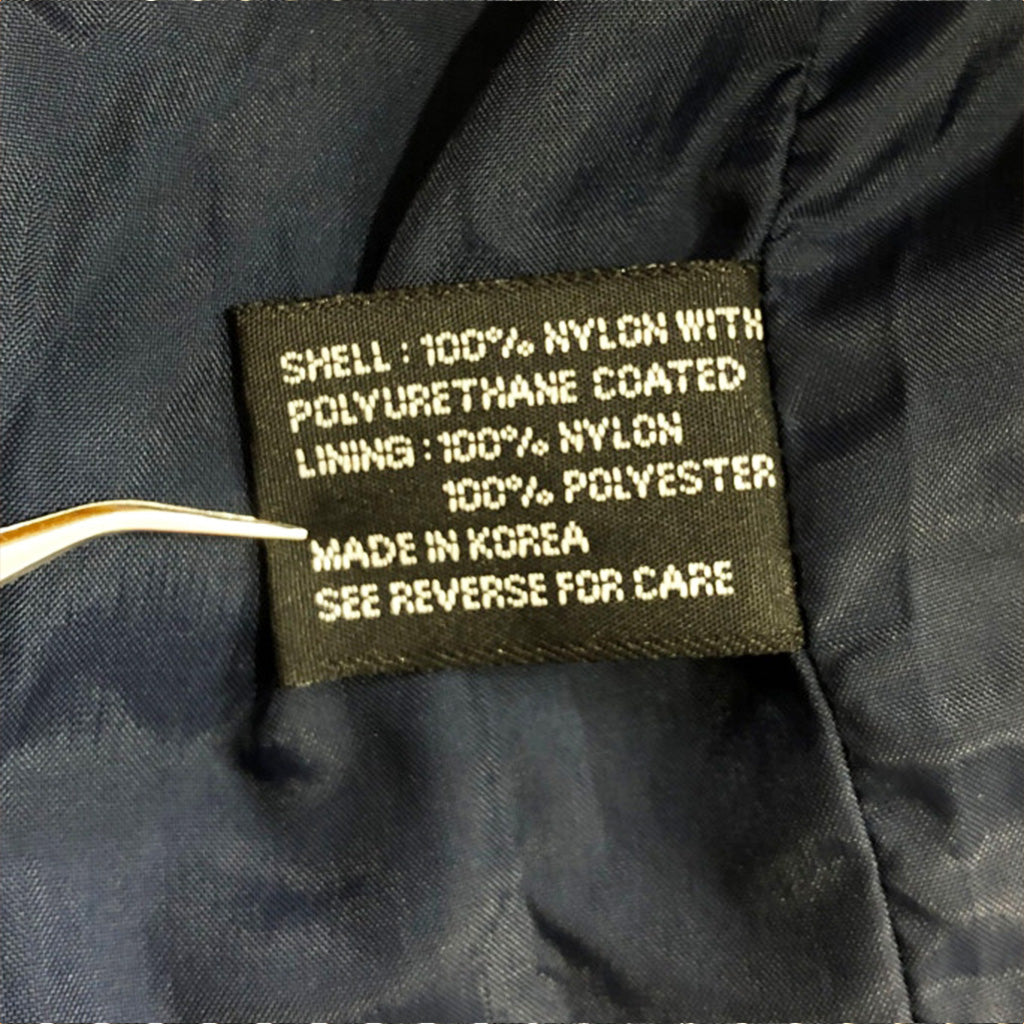 SHELL : 100% NYLON WITH
POLYURETHANE COATED
LINING : 100% NYLON
100% POLYESTER
MADE IN KOREA
SEE REVERSE FOR CARE